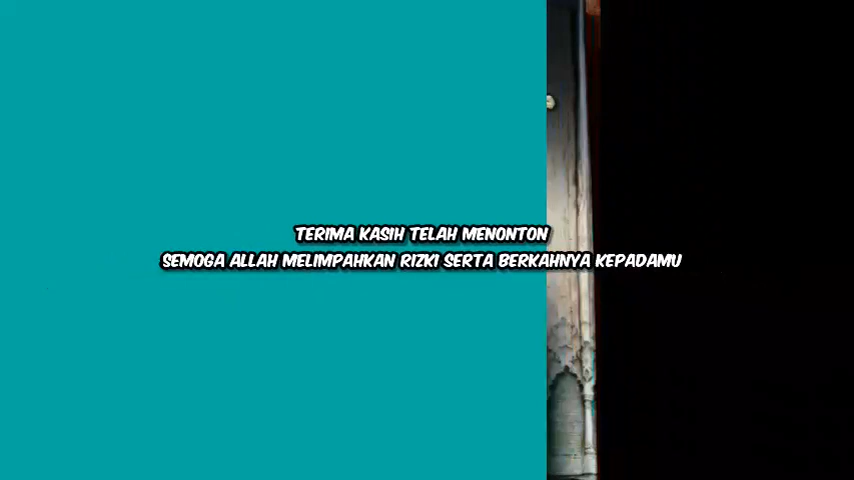 TERIMA KASIH TELAH MENONTON
SEMOGA ALLAH MELIMPAHKAN RIZKI SERTA BERKAHNYA KEPADAMU